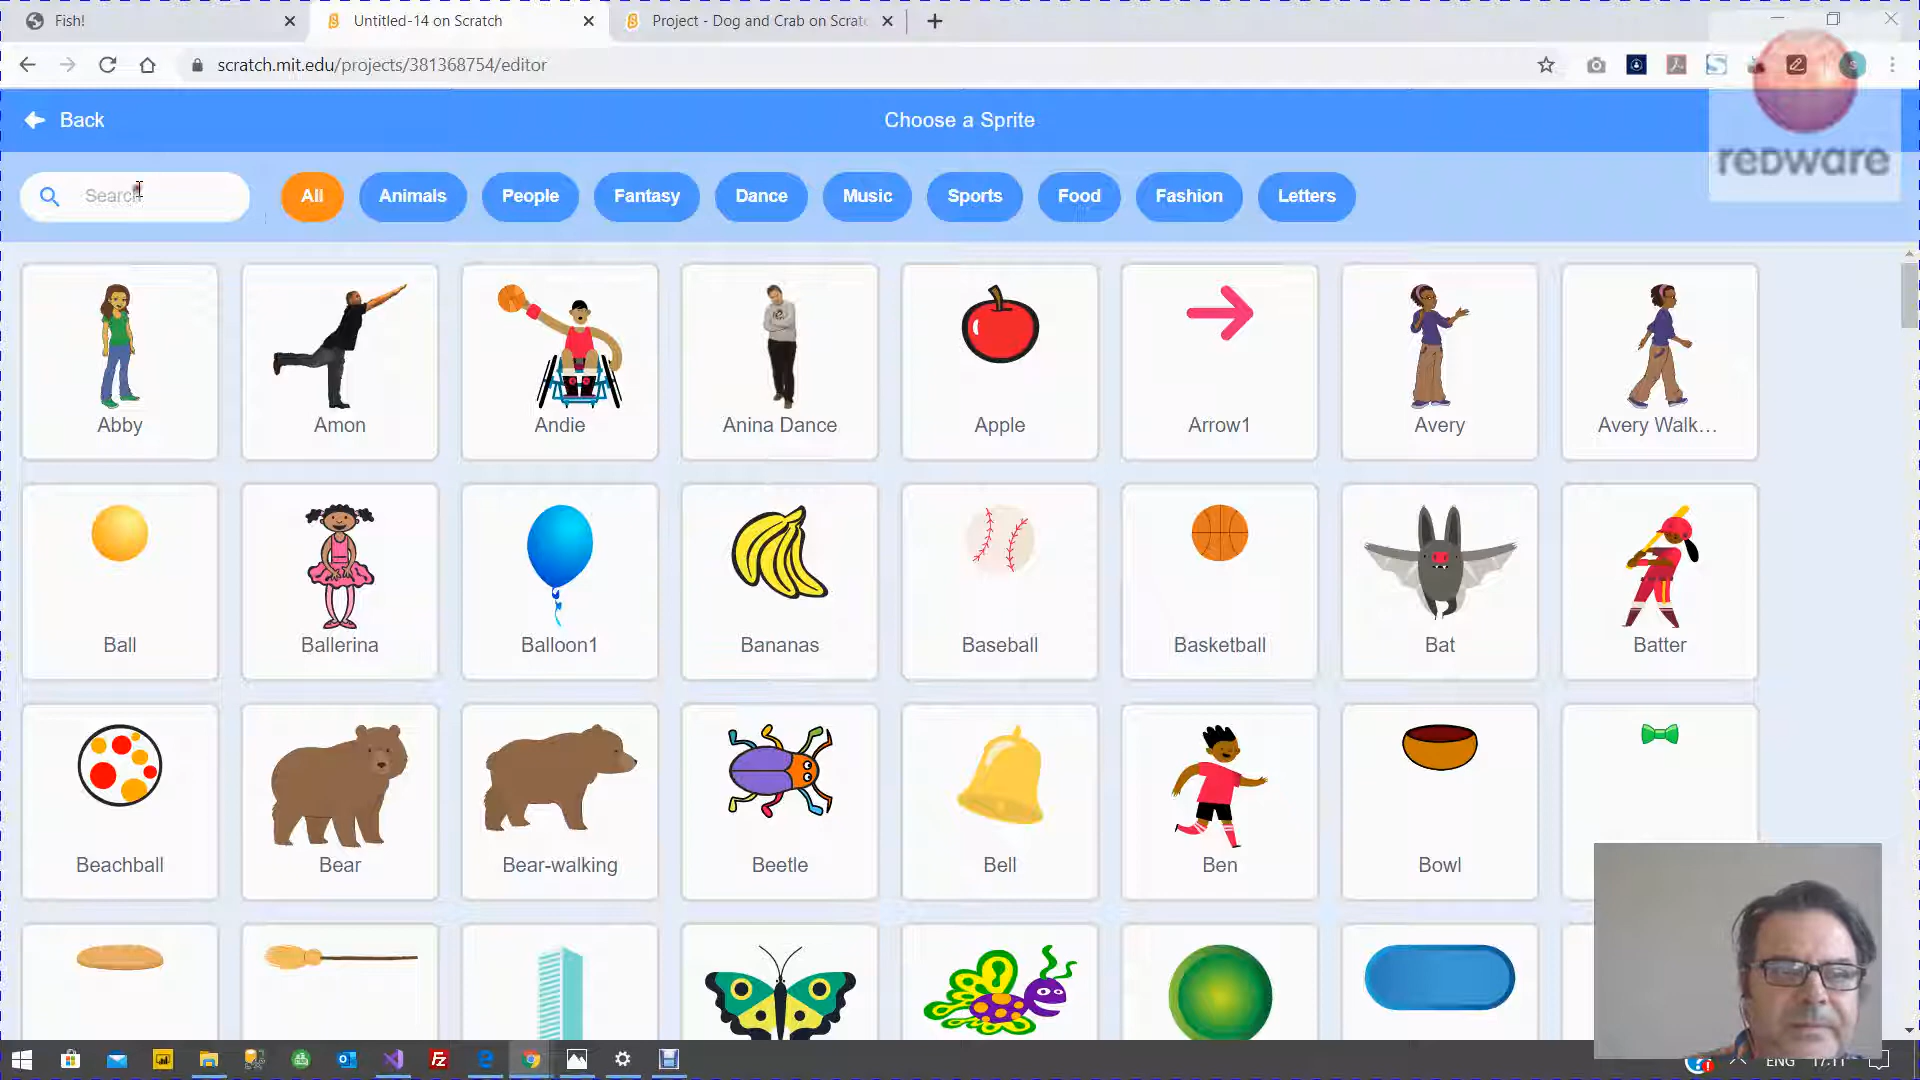 Fish!
Untitled-14 on Scratch
Project - Dog and Crab on Scratc
scratch.mit.edu/projects/381368754/editor
Back
Choose a Sprite
redware
Search
All
Animals
People
Fantasy
Dance
Music
Sports
Food
Fashion
Letters
Abby
Amon
Andie
Anina Dance
Apple
Arrow1
Avery
Avery Walk...
Ball
Ballerina
Balloon1
Bananas
Baseball
Basketball
Bat
Batter
Beachball
Bear
Bear-walking
Beetle
Bell
Ben
Bowl
ENG
17:11